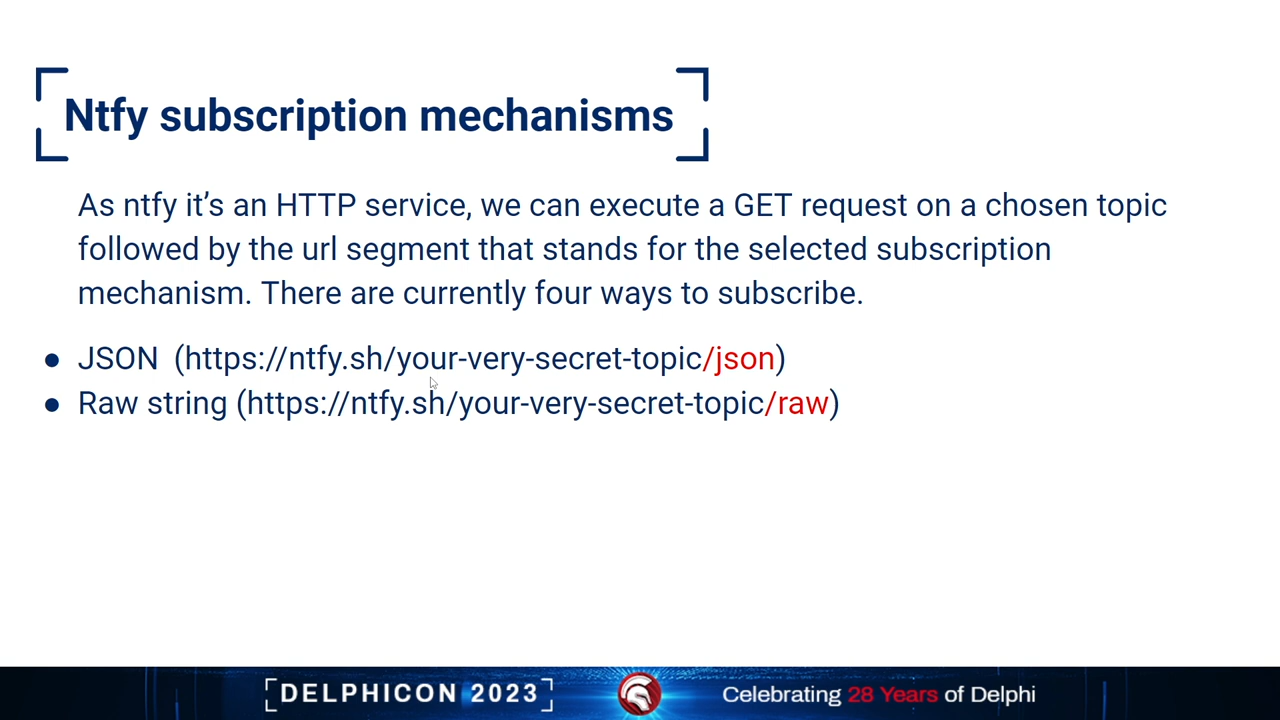 Ntfy subscription mechanisms
As ntfy it’s an HTTP service, we can execute a GET request on a chosen topic
followed by the url segment that stands for the selected subscription
mechanism. There are currently four ways to subscribe.
● JSON  (https://ntfy.sh/your-very-secret-topic/json)
● Raw string (https://ntfy.sh/your-very-secret-topic/raw)
DELPHICON 2023
Celebrating 28 Years of Delphi